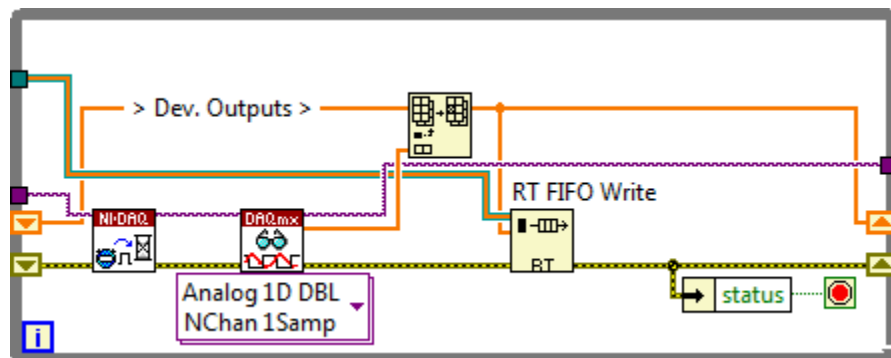 > Dev. Outputs >
RT FIFO Write
NI-DAQ
DAQmx
RT
Analog 1D DBL
NChan 1Samp
status
i